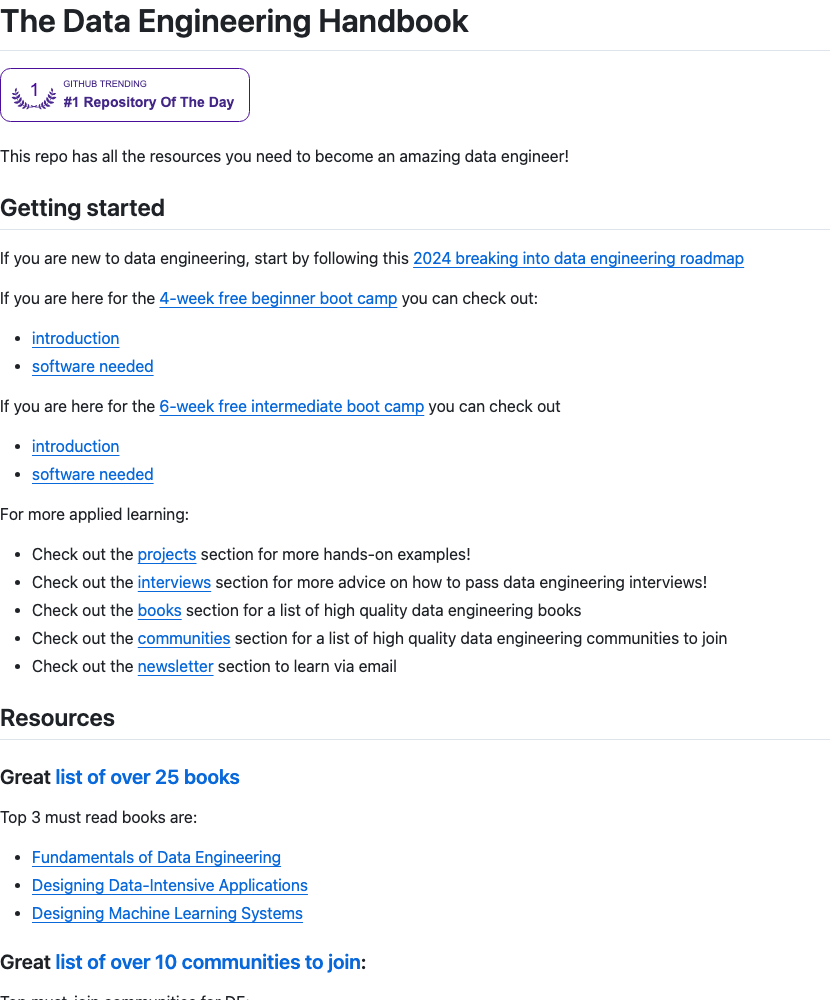 The Data Engineering Handbook
1
GITHUB TRENDING
#1 Repository Of The Day
This repo has all the resources you need to become an amazing data engineer!
Getting started
If you are new to data engineering, start by following this 2024 breaking into data engineering roadmap
If you are here for the 4-week free beginner boot camp you can check out:
introduction
software needed
If you are here for the 6-week free intermediate boot camp you can check out
introduction
software needed
For more applied learning:
Check out the projects section for more hands-on examples!
Check out the interviews section for more advice on how to pass data engineering interviews!
Check out the books section for a list of high quality data engineering books
Check out the communities section for a list of high quality data engineering communities to join
Check out the newsletter section to learn via email
Resources
Great list of over 25 books
Top 3 must read books are:
Fundamentals of Data Engineering
Designing Data-Intensive Applications
Designing Machine Learning Systems
Great list of over 10 communities to join: